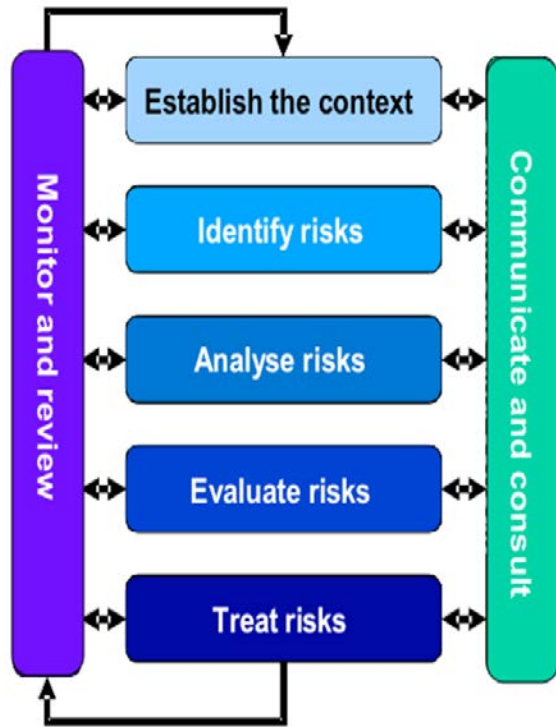 Establish the context
Identify risks
Analyse risks
Evaluate risks
Treat risks
Monitor and review
Communicate and consult